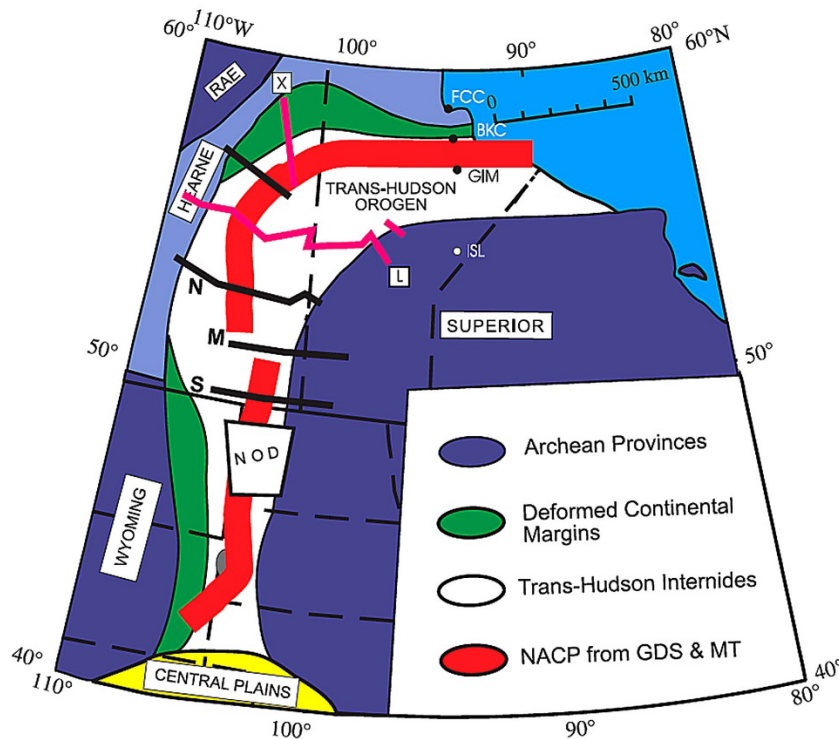 110°W
60°
100°
90°
80°
60°N
RAE
X
FCC
0
500 km
BKC
GIM
HEARNE
TRANS-HUDSON
OROGEN
SL
L
N
SUPERIOR
M
50°
50°
S
NOD
WYOMING
Archean Provinces
Deformed Continental
Margins
Trans-Hudson Internides
NACP from GDS & MT
40°
110°
CENTRAL PLAINS
100°
90°
80°
40°